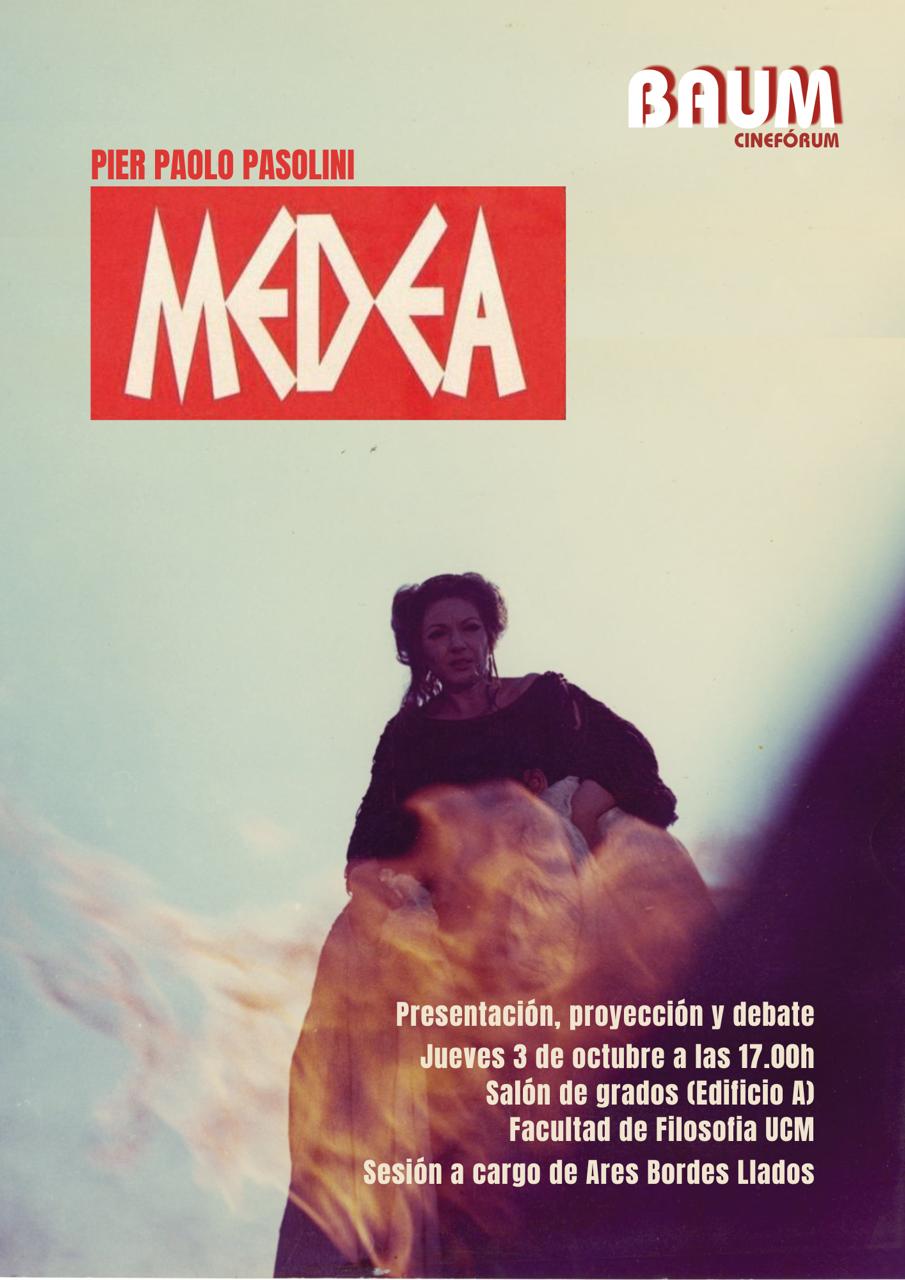 BAUM
CINEFÓRUM
PIER PAOLO PASOLINI
MEDEA
Presentación, proyección y debate
Jueves 3 de octubre a las 17.00h
Salón de grados (Edificio A)
Facultad de Filosofia UCM
Sesión a cargo de Ares Bordes Llados